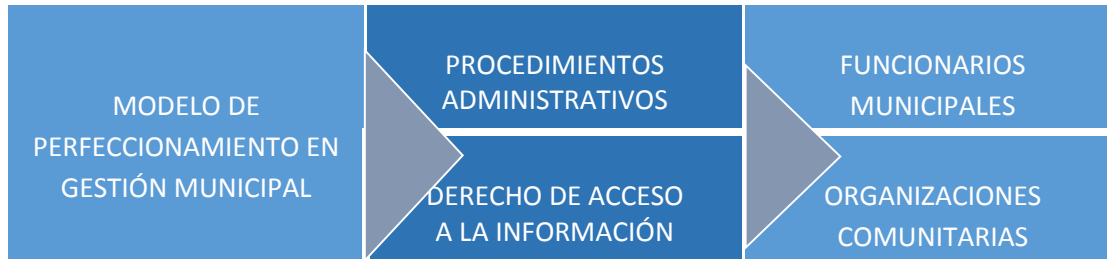 MODELO DE
PERFECCIONAMIENTO EN
GESTIÓN MUNICIPAL
PROCEDIMIENTOS
ADMINISTRATIVOS
DERECHO DE ACCESO
A LA INFORMACIÓN
FUNCIONARIOS
MUNICIPALES
ORGANIZACIONES
COMUNITARIAS